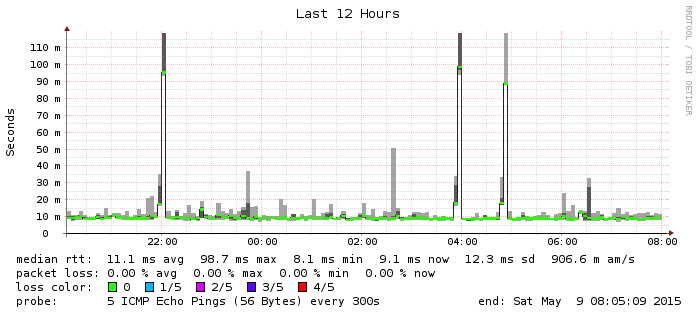 Last 12 Hours
RRDTOOL / TOBI OETIKER
Seconds
110 m
100 m
90 m
80 m
70 m
60 m
50 m
40 m
30 m
20 m
10 m
0
22:00 00:00 02:00 04:00 06:00 08:00
median rtt: 11.1 ms avg 98.7 ms max 8.1 ms min 9.1 ms now 12.3 ms sd 906.6 m am/s
packet loss: 0.00 % avg 0.00 % max 0.00 % min 0.00 % now
loss color: 0 1/5 2/5 3/5 4/5
probe: 5 ICMP Echo Pings (56 Bytes) every 300s end: Sat May 9 08:05:09 2015